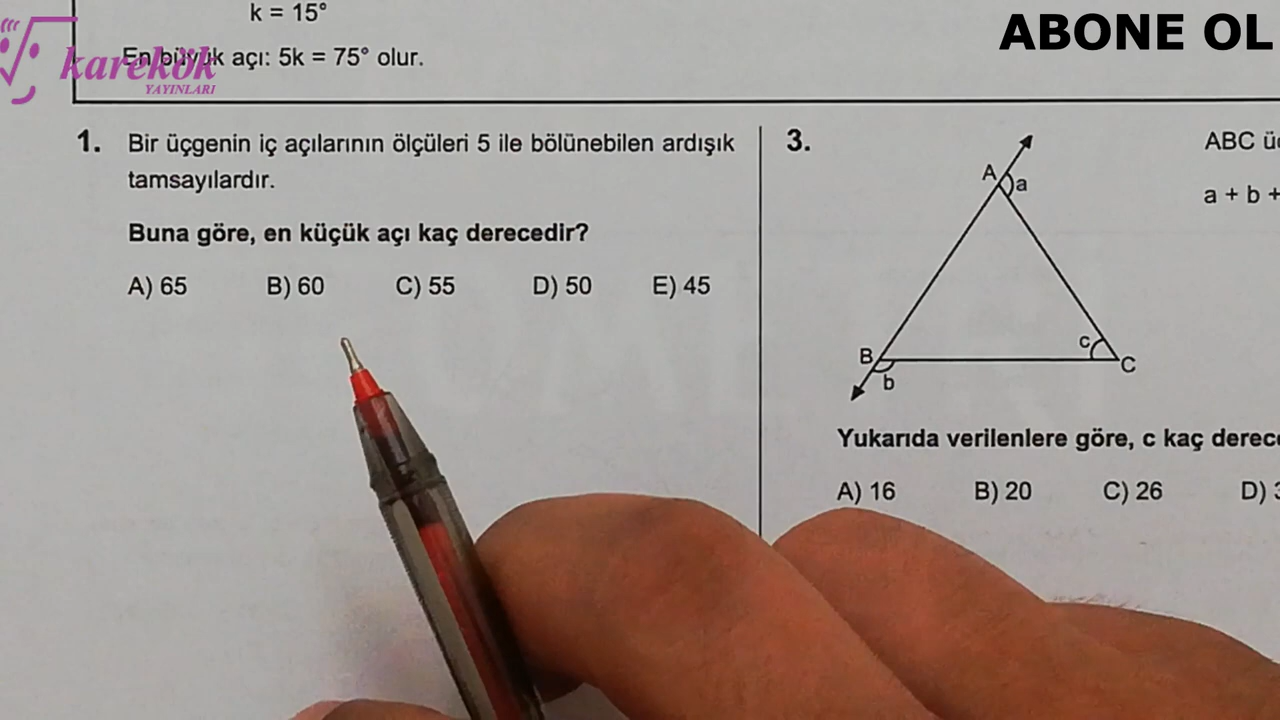 k = 15°
En büyük açı: 5k = 75° olur.
karekök
YAYINLARI
ABONE OL
1. Bir üçgenin iç açılarının ölçüleri 5 ile bölünebilen ardışık
tamsayılardır.
Buna göre, en küçük açı kaç derecedir?
A) 65 B) 60 C) 55 D) 50 E) 45
3.
ABC
a + b +
A a
B b
c C
Yukarıda verilenlere göre, c kaç derece
A) 16 B) 20 C) 26 D)